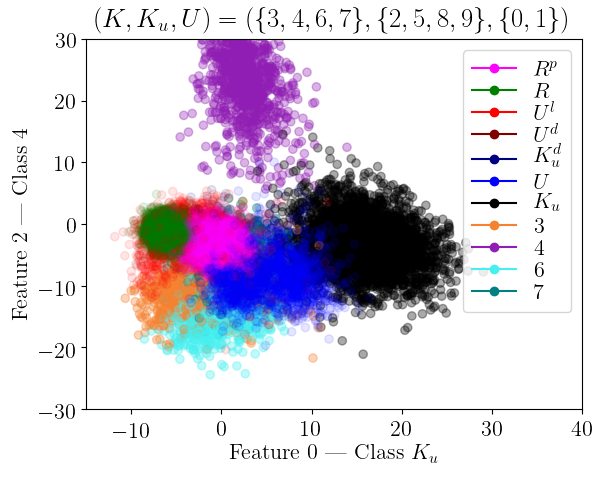 (K, K_u, U) = ({3, 4, 6, 7}, {2, 5, 8, 9}, {0, 1})
30
20
10
0
−10
−20
−30
−10
0
10
20
30
40
Feature 2 — Class 4
Feature 0 — Class K_u
R^p
R
U^l
U^d
K_u^d
U
K_u
3
4
6
7